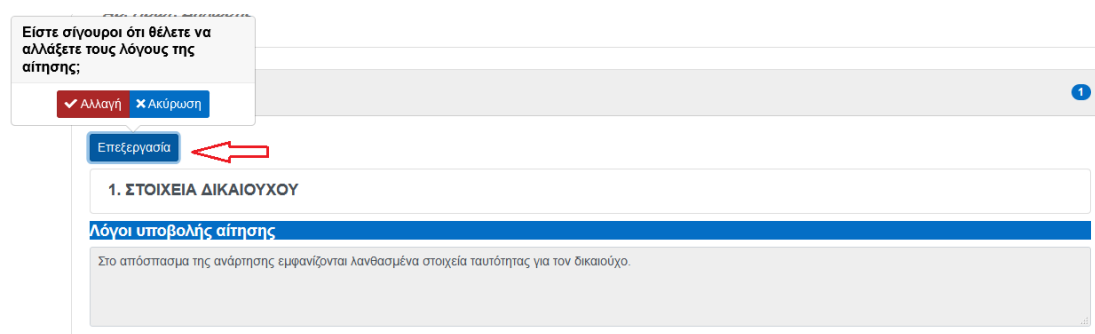 Είστε σίγουροι ότι θέλετε να
αλλάξετε τους λόγους της
αίτησης;
Αλλαγή
Ακύρωση
1
Επεξεργασία
1. ΣΤΟΙΧΕΙΑ ΔΙΚΑΙΟΥΧΟΥ
Λόγοι υποβολής αίτησης
Στο απόσπασμα της ανάρτησης εμφανίζονται λανθασμένα στοιχεία ταυτότητας για τον δικαιούχο.